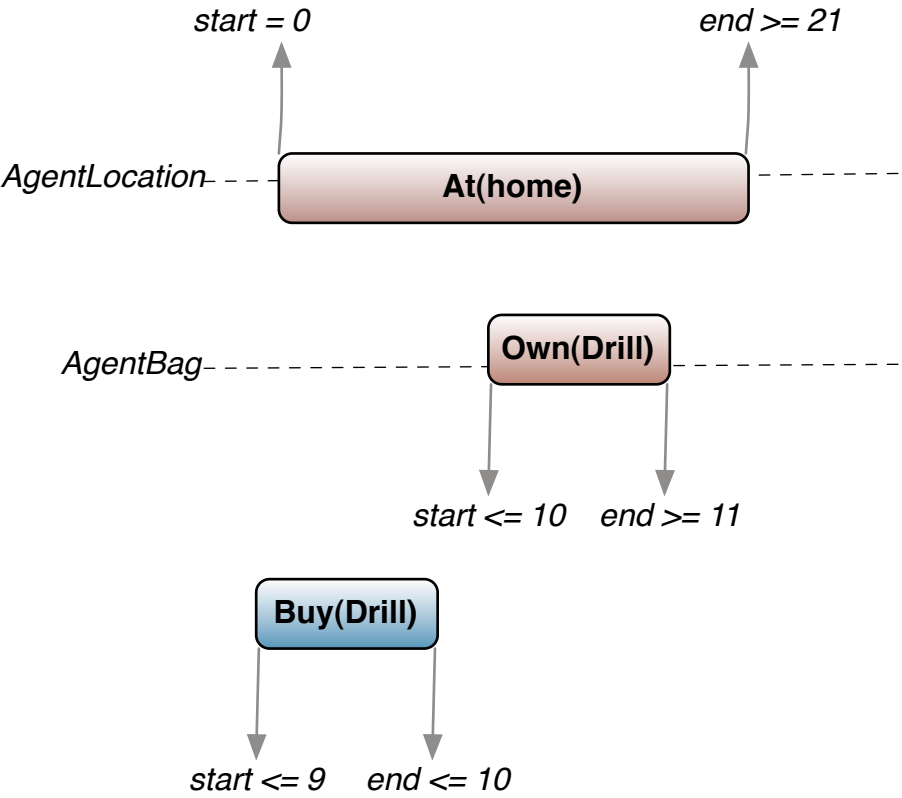 start = 0
end >= 21
AgentLocation
At(home)
Own(Drill)
AgentBag
start <= 10
end >= 11
Buy(Drill)
start <= 9
end <= 10